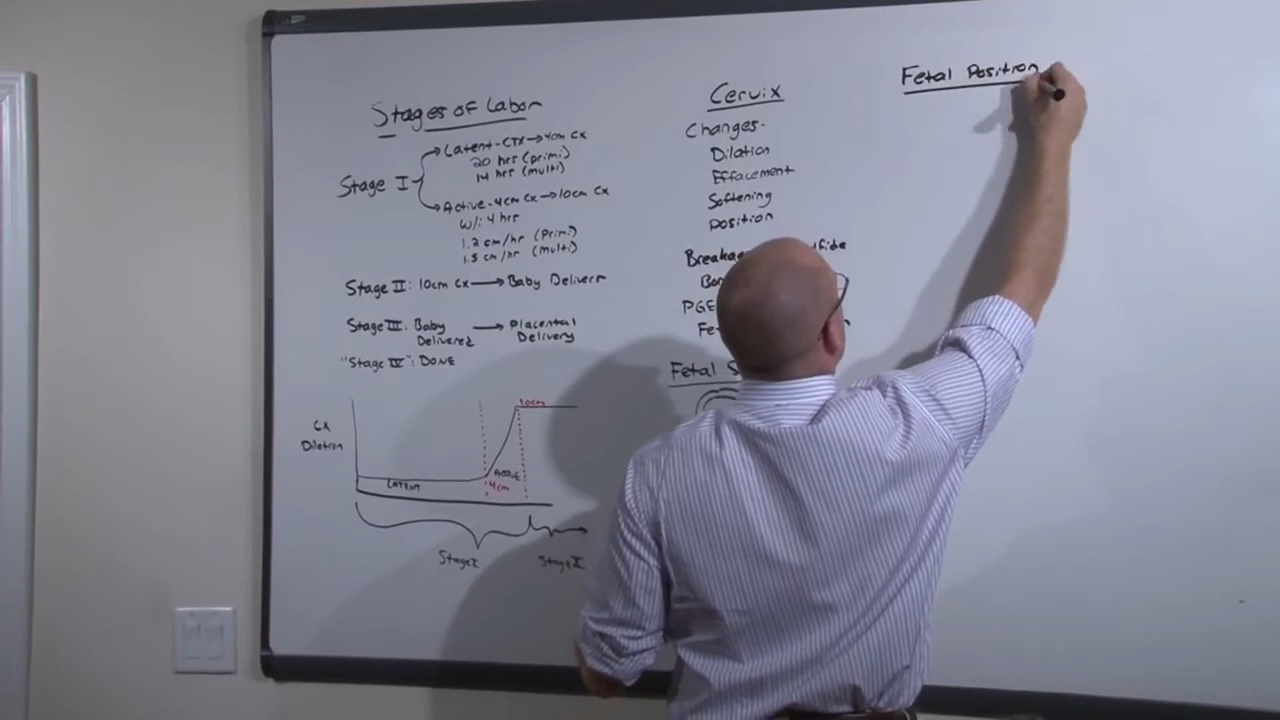 Stages of Labor
Stage I
Latent-CTX→4cm Cx
20 hrs (primi)
14 hrs (multi)
Active-4cm Cx→10cm Cx
W/: 4 hr
1.2 cm/hr (Primi)
1.5 cm/hr (multi)
Stage II: 10cm Cx→Baby Delivery
Stage III: Baby Delivered→Placental Delivery
"Stage IV": DONE
Cx
Dilation
10cm
LATENT
ACTIVE
4cm
Stage I
Stage II
Cervix
Changes-
Dilation
Effacement
Softening
Position
PGE
Fetal
Fetal Position